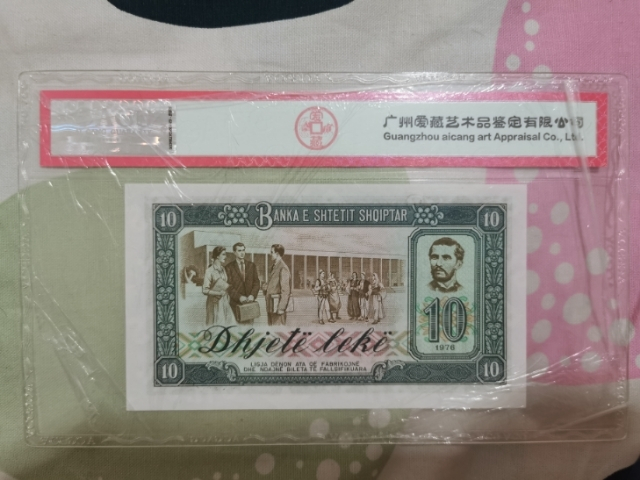 广州爱藏艺术品鉴定有限公司
Guangzhou aicang art Appraisal Co., Ltd.
10 BANKA E SHTETIT SHQIPTAR 10
10
1976
Dhjetë lekë
LIGJA DËNON ATA QË FABRIKOJNË
DHE NDAJNË BILETA TË FALLSIFIKUARA
10 10